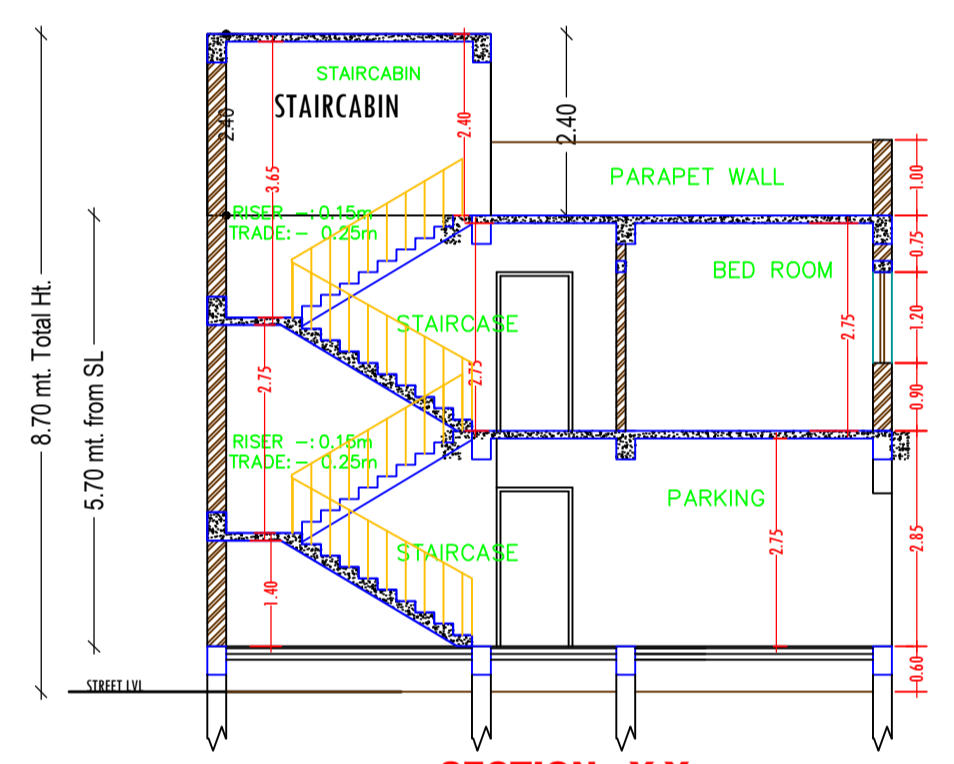 STAIRCABIN
STAIRCABIN
2.40
2.40
2.40
3.65
PARAPET WALL
1.00
RISER -:0.15m
TRADE:- 0.25m
0.75
BED ROOM
8.70 mt. Total Ht.
5.70 mt. from SL
STAIRCASE
2.75
2.75
2.75
1.20
0.90
RISER -:0.15m
TRADE:- 0.25m
PARKING
STAIRCASE
2.75
2.85
1.40
0.60
STREET LVL